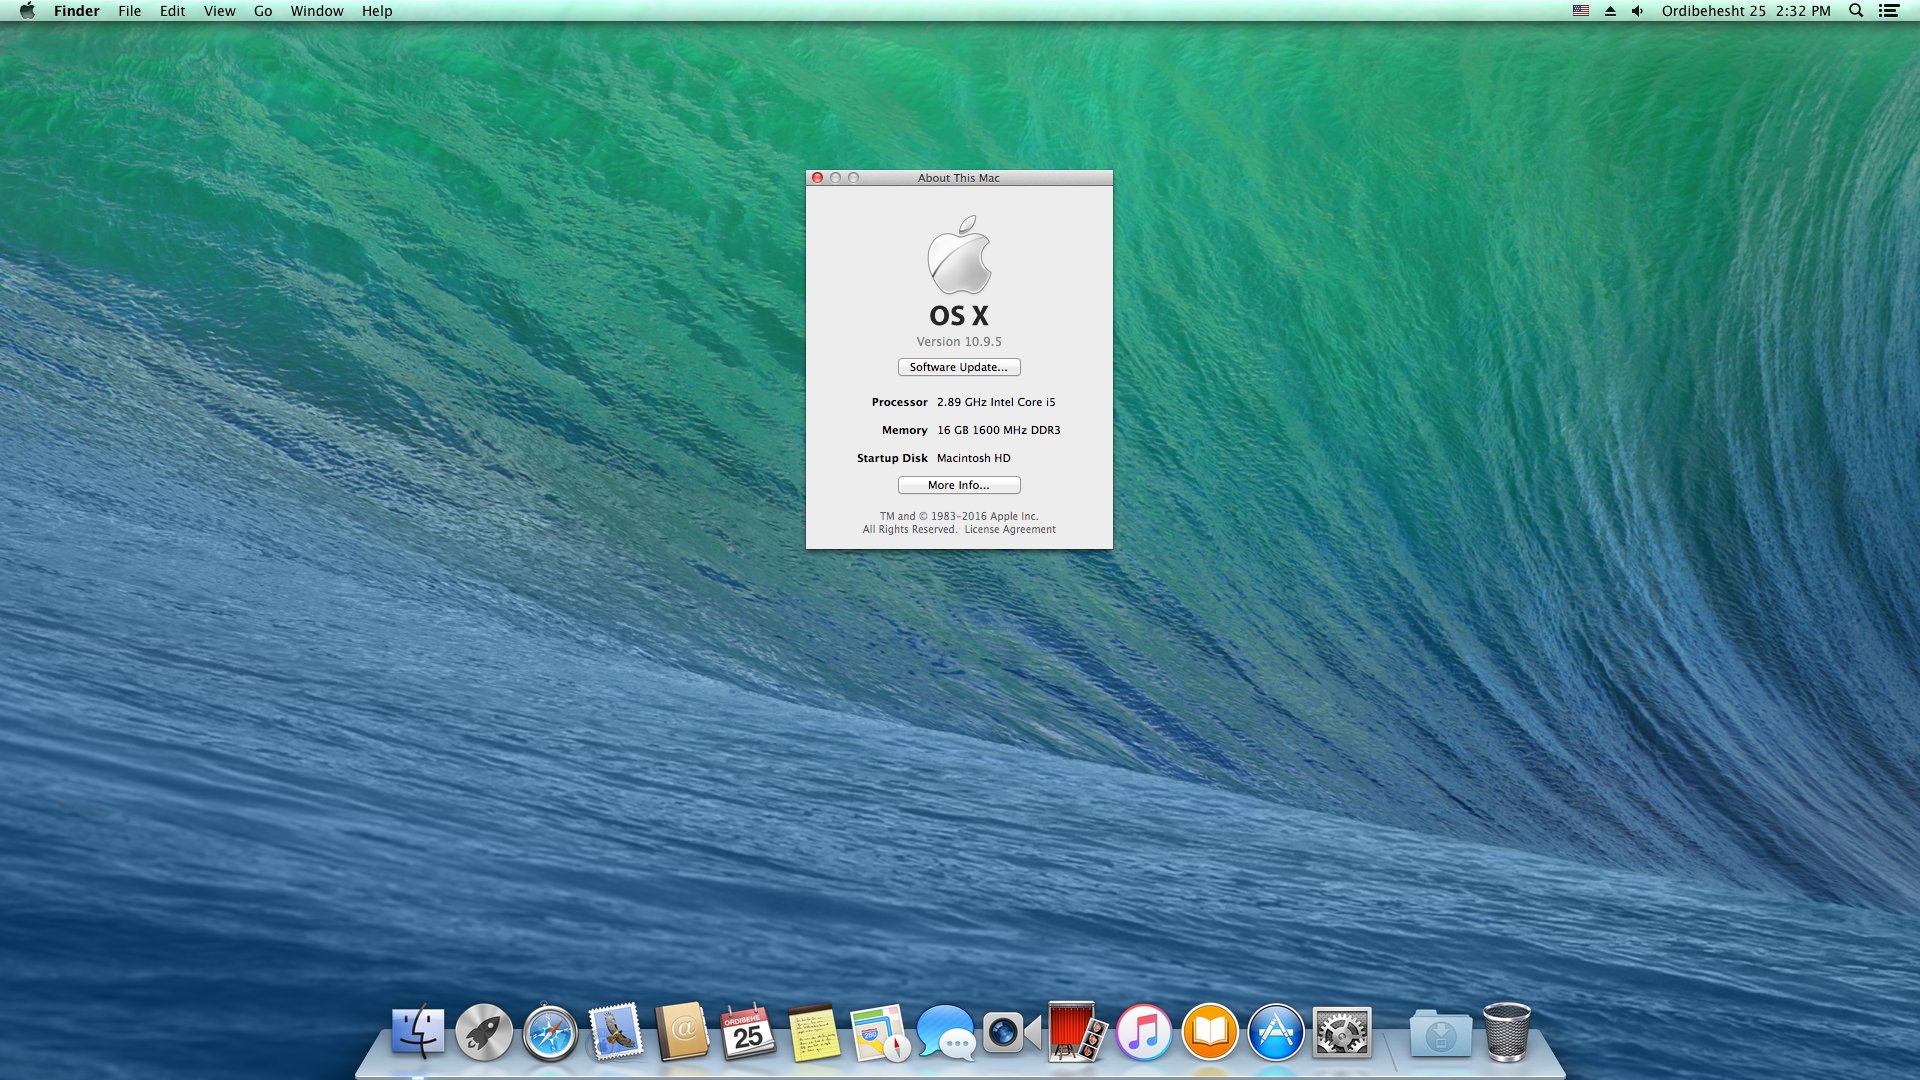 Finder File Edit View Go Window Help
Ordibehesht 25 2:32 PM
About This Mac
OS X
Version 10.9.5
Software Update...
Processor 2.89 GHz Intel Core i5
Memory 16 GB 1600 MHz DDR3
Startup Disk Macintosh HD
More Info...
TM and © 1983-2016 Apple Inc.
All Rights Reserved. License Agreement
ORDIBEHE
25
@
280